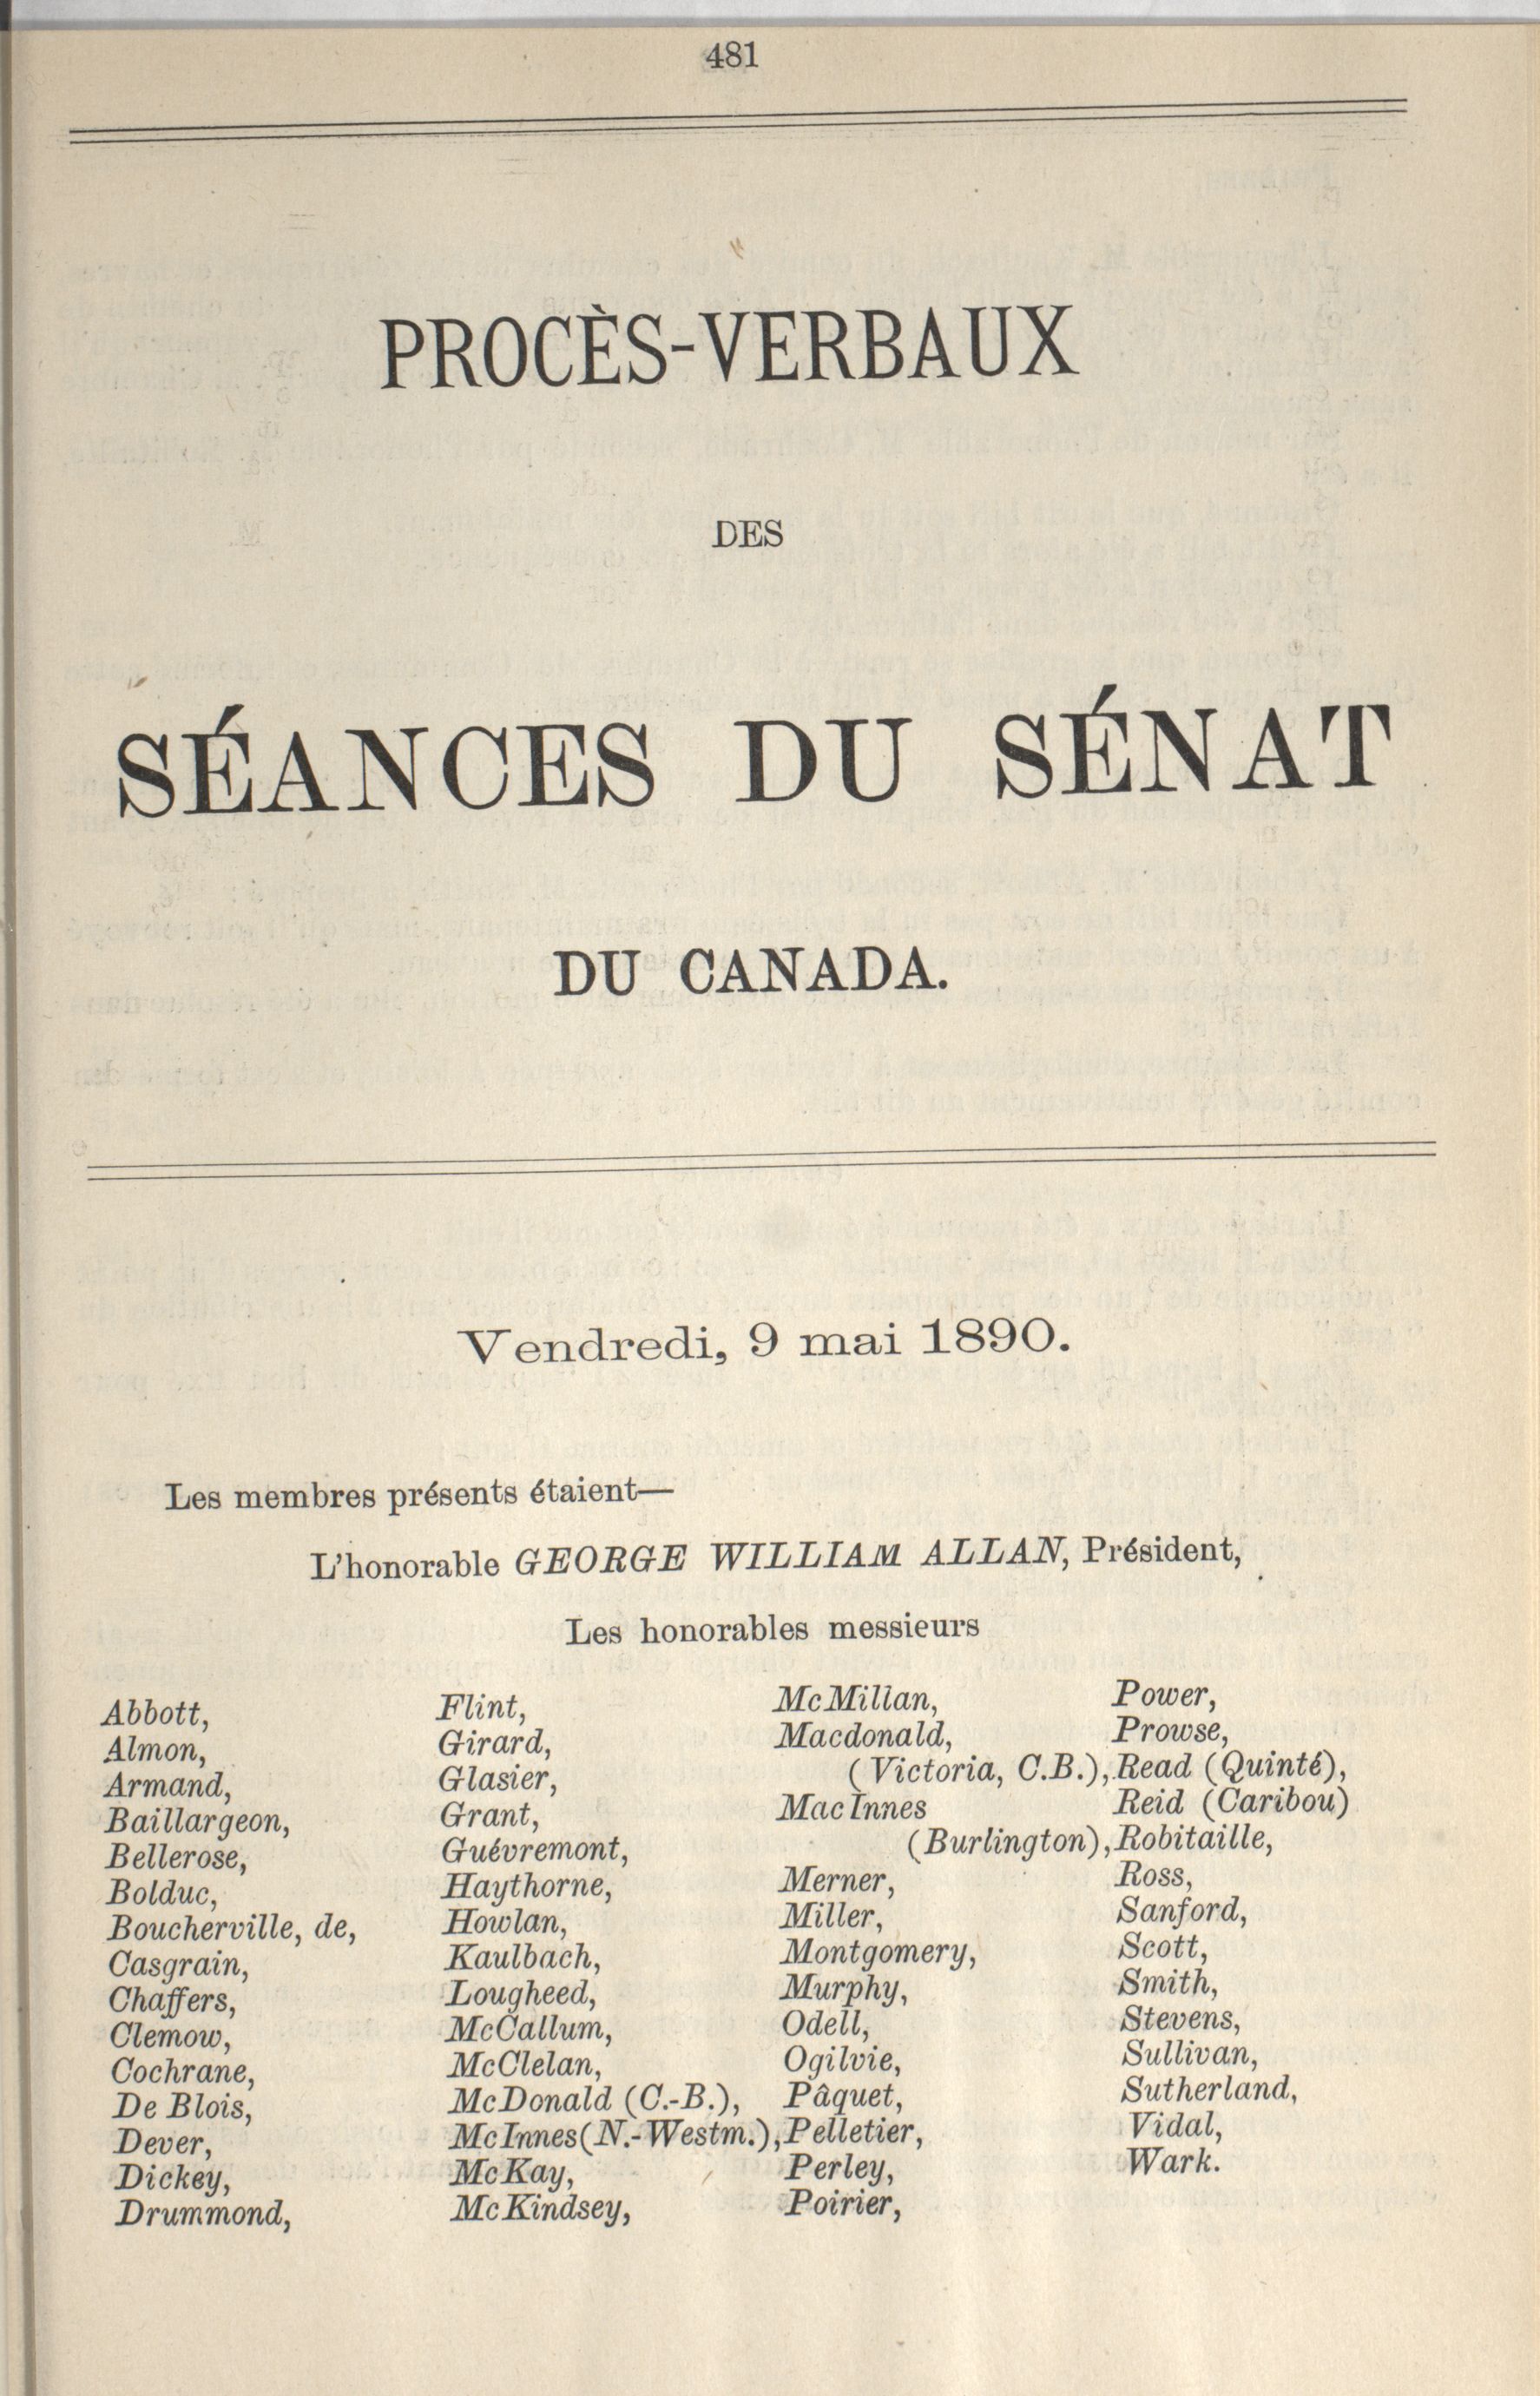 481
PROCÈS-VERBAUX
DES
SÉANCES DU SÉNAT
DU CANADA.
Vendredi, 9 mai 1890.
Les membres présents étaient—
L'honorable GEORGE WILLIAM ALLAN, Président,
Les honorables messieurs
Abbott,
Almon,
Armand,
Baillargeon,
Bellerose,
Bolduc,
Boucherville, de,
Casgrain,
Chaffers,
Clemow,
Cochrane,
De Blois,
Dever,
Dickey,
Drummond,
Flint,
Girard,
Glasier,
Grant,
Guévremont,
Haythorne,
Howlan,
Kaulbach,
Lougheed,
McCallum,
McClelan,
McDonald (C.-B.),
McInnes (N.-Westm.),
McKay,
McKindsey,
McMillan,
Macdonald,
(Victoria, C.B.),
MacInnes
(Burlington),
Merner,
Miller,
Montgomery,
Murphy,
Odell,
Ogilvie,
Pâquet,
Pelletier,
Perley,
Poirier,
Power,
Prowse,
Read (Quinté),
Reid (Caribou)
Robitaille,
Ross,
Sanford,
Scott,
Smith,
Stevens,
Sullivan,
Sutherland,
Vidal,
Wark.